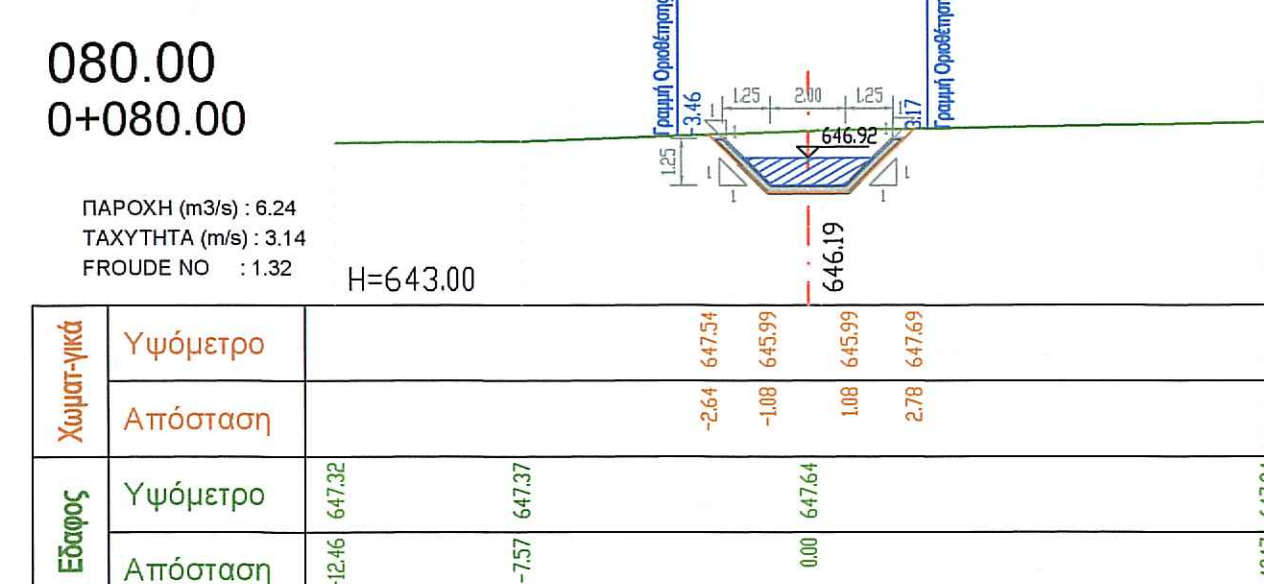 080.00
0+080.00
ΠΑΡΟΧΗ (m3/s) : 6.24
ΤΑΧΥΤΗΤΑ (m/s) : 3.14
FROUDE NO : 1.32
H=643.00
Γραμμή Οριοθέτησης
-3.46
1.25 2.00 1.25
3.17
Γραμμή Οριοθέτηση
1 1
1 1
646.92
1.25
1 1
1 1
646.19
Χωματ-γικά
Υψόμετρο 647.54 645.99 645.99 647.69
Απόσταση -2.64 -1.08 1.08 2.78
Εδαφος
Υψόμετρο 647.32 647.37 647.64
Απόσταση -12.46 -7.57 0.00